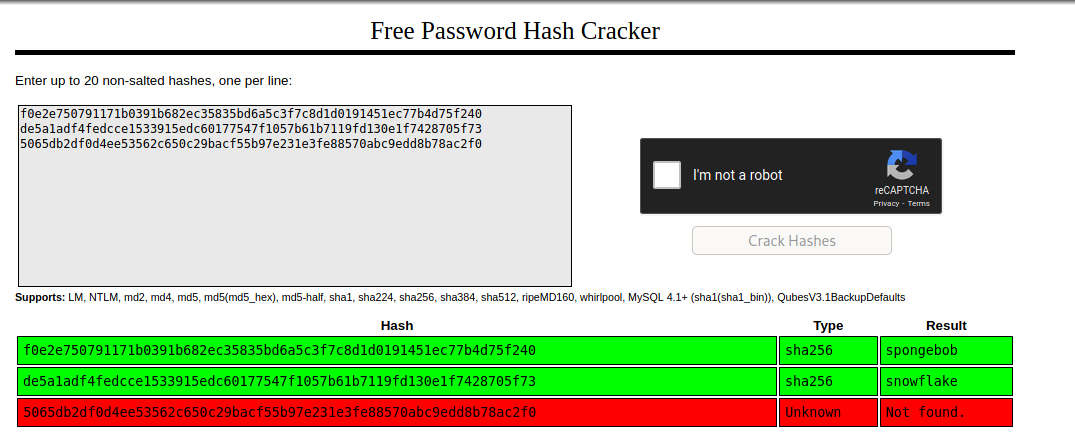 Free Password Hash Cracker
Enter up to 20 non-salted hashes, one per line:
f0e2e750791171b0391b682ec35835bd6a5c3f7c8d1d0191451ec77b4d75f240
de5a1adf4fedcce1533915edc60177547f1057b61b7119fd130e1f7428705f73
5065db2df0d4ee53562c650c29bacf55b97e231e3fe88570abc9edd8b78ac2f0
I'm not a robot
reCAPTCHA
Privacy - Terms
Crack Hashes
Supports: LM, NTLM, md2, md4, md5, md5(md5_hex), md5-half, sha1, sha224, sha256, sha384, sha512, ripeMD160, whirlpool, MySQL 4.1+ (sha1(sha1_bin)), QubesV3.1BackupDefaults
Hash Type Result
f0e2e750791171b0391b682ec35835bd6a5c3f7c8d1d0191451ec77b4d75f240 sha256 spongebob
de5a1adf4fedcce1533915edc60177547f1057b61b7119fd130e1f7428705f73 sha256 snowflake
5065db2df0d4ee53562c650c29bacf55b97e231e3fe88570abc9edd8b78ac2f0 Unknown Not found.